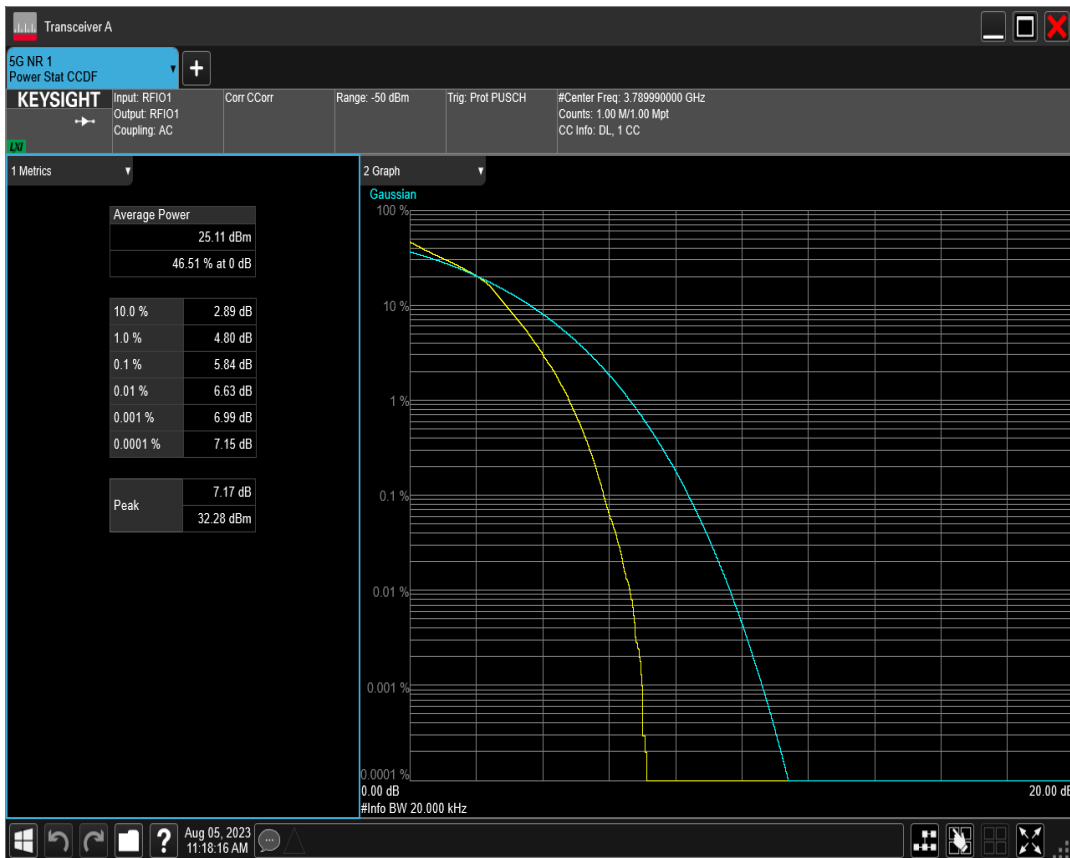 Transceiver A
5G NR 1
Power Stat CCDF
+
KEYSIGHT
LXI
Input: RFIO1
Output: RFIO1
Coupling: AC
Corr CCorr
Range: -50 dBm
Trig: Prot PUSCH
#Center Freq: 3.789990000 GHz
Counts: 1.00 M/1.00 Mpt
CC Info: DL, 1 CC
1 Metrics
Average Power
25.11 dBm
46.51 % at 0 dB
10.0 % 2.89 dB
1.0 % 4.80 dB
0.1 % 5.84 dB
0.01 % 6.63 dB
0.001 % 6.99 dB
0.0001 % 7.15 dB
Peak 7.17 dB
32.28 dBm
2 Graph
Gaussian
100 %
10 %
1 %
0.1 %
0.01 %
0.001 %
0.0001 %
0.00 dB 20.00 dB
#Info BW 20.000 kHz
? Aug 05, 2023
11:18:16 AM